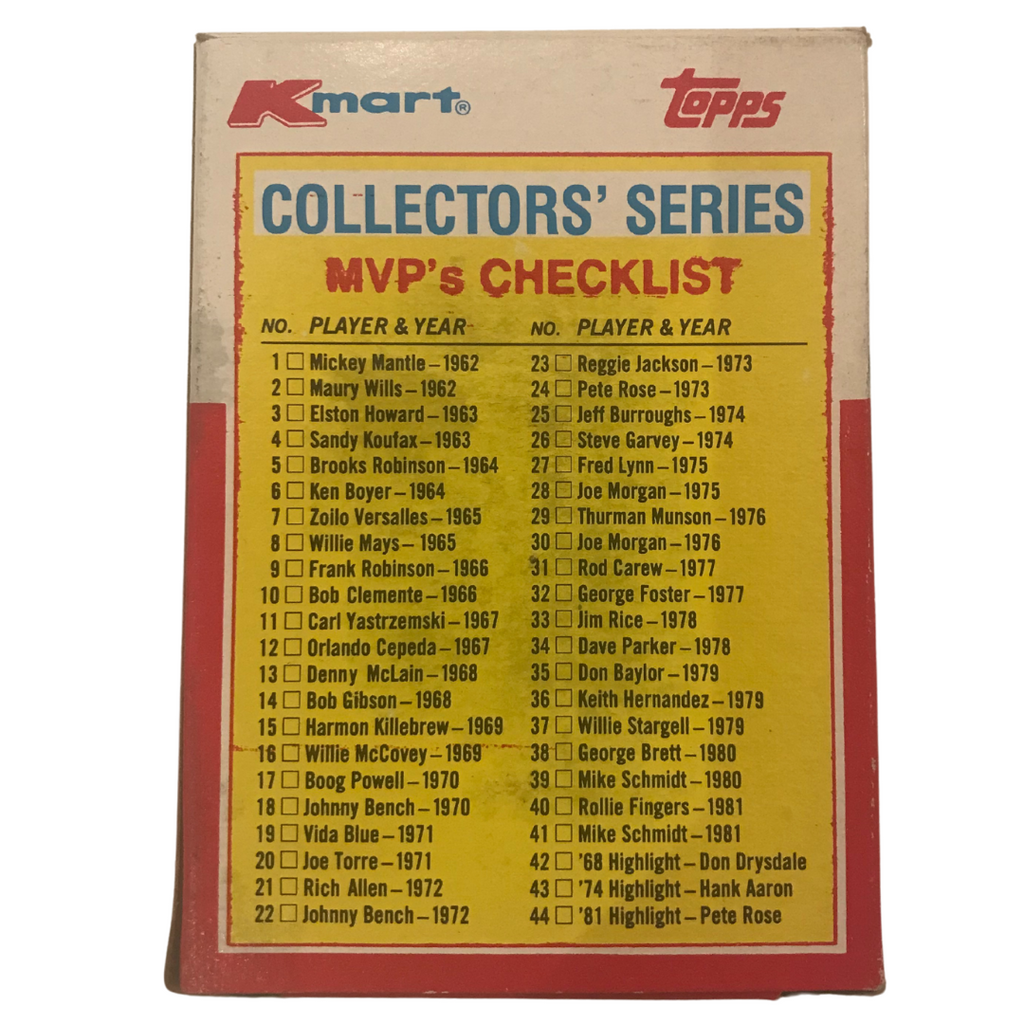 Kmart®
topps
COLLECTORS' SERIES
MVP's CHECKLIST
NO. PLAYER & YEAR
1 □ Mickey Mantle – 1962
2 □ Maury Wills – 1962
3 □ Elston Howard – 1963
4 □ Sandy Koufax – 1963
5 □ Brooks Robinson – 1964
6 □ Ken Boyer – 1964
7 □ Zoilo Versalles – 1965
8 □ Willie Mays – 1965
9 □ Frank Robinson – 1966
10 □ Bob Clemente – 1966
11 □ Carl Yastrzemski – 1967
12 □ Orlando Cepeda – 1967
13 □ Denny McLain – 1968
14 □ Bob Gibson – 1968
15 □ Harmon Killebrew – 1969
16 □ Willie McCovey – 1969
17 □ Boog Powell – 1970
18 □ Johnny Bench – 1970
19 □ Vida Blue – 1971
20 □ Joe Torre – 1971
21 □ Rich Allen – 1972
22 □ Johnny Bench – 1972
NO. PLAYER & YEAR
23 □ Reggie Jackson – 1973
24 □ Pete Rose – 1973
25 □ Jeff Burroughs – 1974
26 □ Steve Garvey – 1974
27 □ Fred Lynn – 1975
28 □ Joe Morgan – 1975
29 □ Thurman Munson – 1976
30 □ Joe Morgan – 1976
31 □ Rod Carew – 1977
32 □ George Foster – 1977
33 □ Jim Rice – 1978
34 □ Dave Parker – 1978
35 □ Don Baylor – 1979
36 □ Keith Hernandez – 1979
37 □ Willie Stargell – 1979
38 □ George Brett – 1980
39 □ Mike Schmidt – 1980
40 □ Rollie Fingers – 1981
41 □ Mike Schmidt – 1981
42 □ '68 Highlight – Don Drysdale
43 □ '74 Highlight – Hank Aaron
44 □ '81 Highlight – Pete Rose